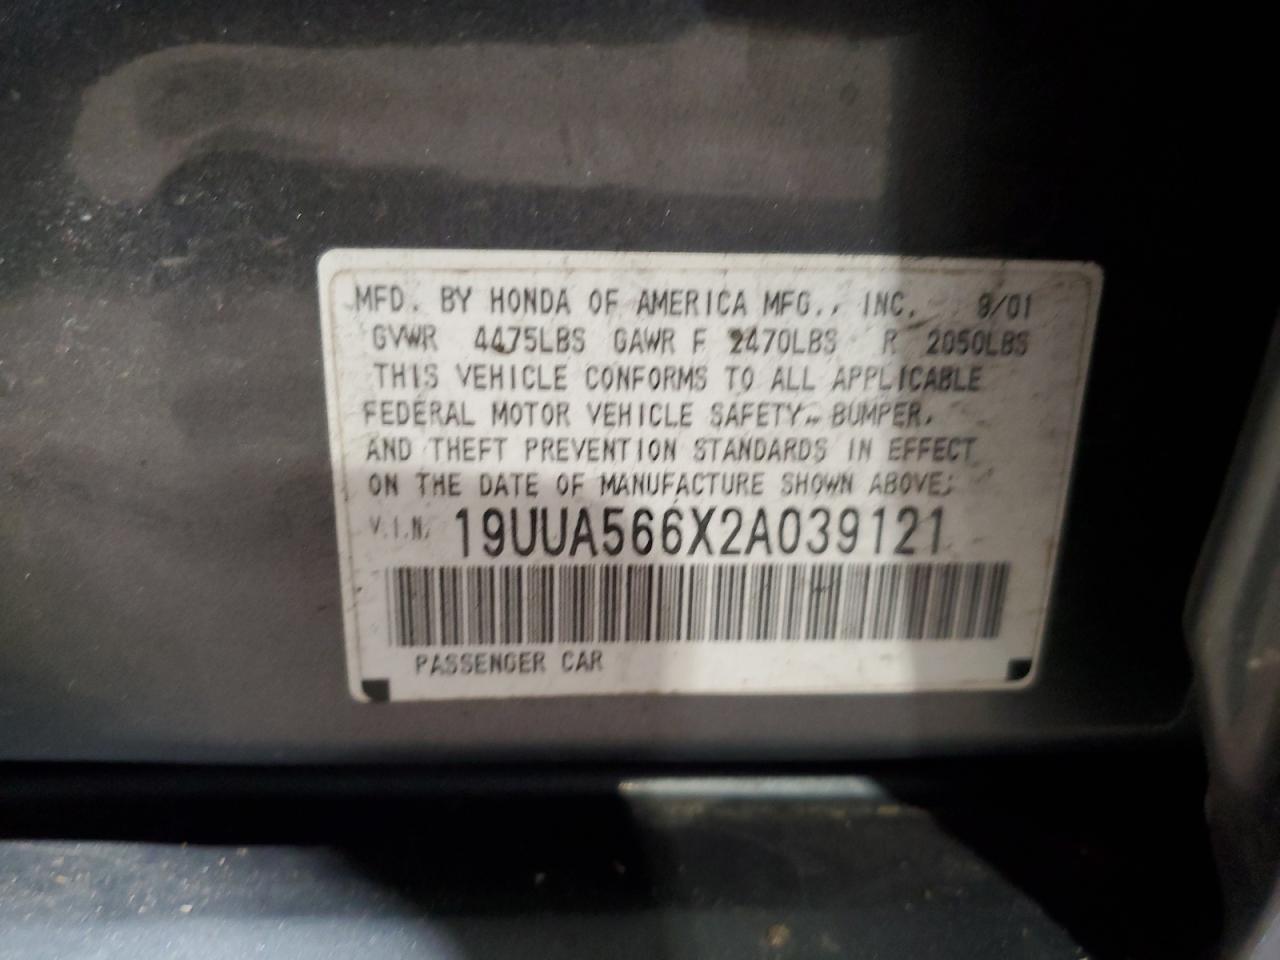 MFD. BY HONDA OF AMERICA MFG., INC. 9/01
GVWR 4475LBS GAWR F 2470LBS R 2050LBS
THIS VEHICLE CONFORMS TO ALL APPLICABLE
FEDERAL MOTOR VEHICLE SAFETY, BUMPER,
AND THEFT PREVENTION STANDARDS IN EFFECT
ON THE DATE OF MANUFACTURE SHOWN ABOVE;
V.I.N. 19UUA566X2A039121
PASSENGER CAR